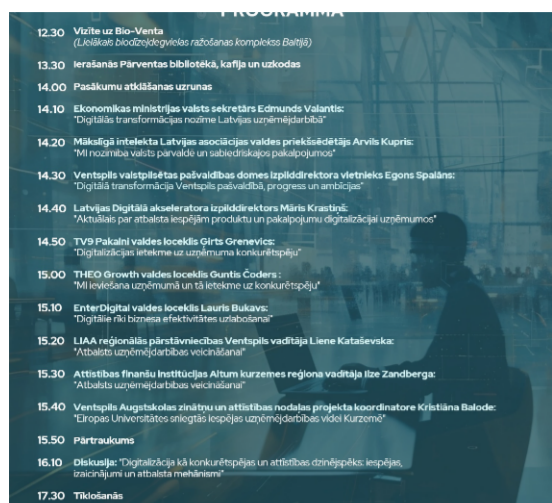 PROGRAMMA
12.30 Vizīte uz Bio-Venta
(Lielākais biodīzeļdegvielas ražošanas komplekss Baltijā)
13.30 Ierašanās Pārventas bibliotēkā, kafija un uzkodas
14.00 Pasākumu atklāšanas uzrunas
14.10 Ekonomikas ministrijas valsts sekretārs Edmunds Valantis:
"Digitālās transformācijas nozīme Latvijas uzņēmējdarbībā"
14.20 Mākslīgā intelekta Latvijas asociācijas valdes priekšsēdētājs Arvils Kupris:
"MI nozīmība valsts pārvaldē un sabiedriskajos pakalpojumos"
14.30 Ventspils valstpilsētas pašvaldības domes izpilddirektora vietnieks Egons Spalāns:
"Digitālā transformācija Ventspils pašvaldībā, progress un ambīcijas"
14.40 Latvijas Digitālā akseleratora izpilddirektors Māris Krastiņš:
"Aktuālais par atbalsta iespējām produktu un pakalpojumu digitalizācijai uzņēmumos"
14.50 TV9 Pakalni valdes loceklis Girts Grenevics:
"Digitalizācijas ietekme uz uzņēmuma konkurētspēju"
15.00 THEO Growth valdes loceklis Guntis Čoders :
"MI ieviešana uzņēmumā un tā ietekme uz konkurētspēju"
15.10 EnterDigital valdes loceklis Lauris Bukavs:
"Digitālie rīki biznesa efektivitātes uzlabošanai"
15.20 LIAA reģionālās pārstāvniecības Ventspils vadītāja Liene Kataševska:
"Atbalsts uzņēmējdarbības veicināšanai"
15.30 Attīstības finanšu institūcijas Altum kurzemes reģiona vadītāja Ilze Zandberga:
"Atbalsts uzņēmējdarbības veicināšanai"
15.40 Ventspils Augstskolas zinātņu un attīstības nodaļas projekta koordinatore Kristiāna Balode:
"Eiropas Universitātes sniegtās iespējas uzņēmējdarbības videi Kurzemē"
15.50 Pārtraukums
16.10 Diskusija: "Digitalizācija kā konkurētspējas un attīstības dzinējspēks: iespējas,
izaicinājumi un atbalsta mehānismi"
17.30 Tīklošanās